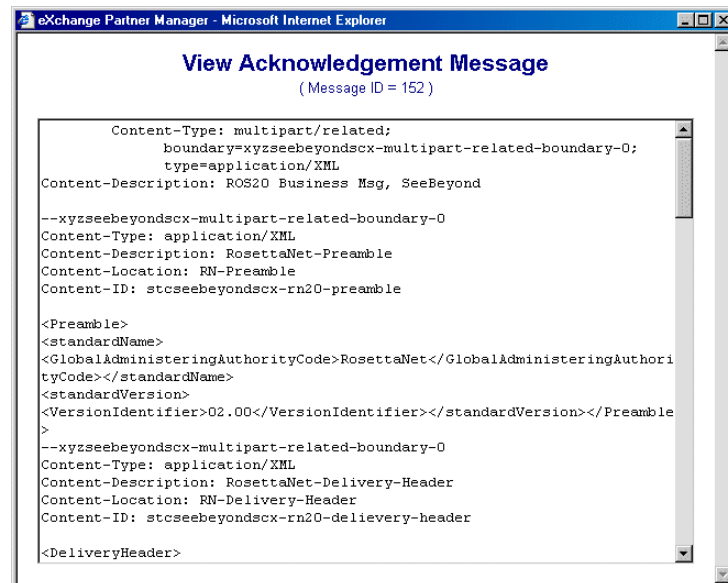 eXchange Partner Manager - Microsoft Internet Explorer
View Acknowledgement Message
( Message ID = 152 )
Content-Type: multipart/related;
boundary=xyzseebeyondscx-multipart-related-boundary-0;
type=application/XML
Content-Description: ROS20 Business Msg, SeeBeyond
--xyzseebeyondscx-multipart-related-boundary-0
Content-Type: application/XML
Content-Description: RosettaNet-Preamble
Content-Location: RN-Preamble
Content-ID: stcseebeyondscx-rn20-preamble
<Preamble>
<standardName>
<GlobalAdministeringAuthorityCode>RosettaNet</GlobalAdministeringAuthori
tyCode></standardName>
<standardVersion>
<VersionIdentifier>02.00</VersionIdentifier></standardVersion></Preamble
>
--xyzseebeyondscx-multipart-related-boundary-0
Content-Type: application/XML
Content-Description: RosettaNet-Delivery-Header
Content-Location: RN-Delivery-Header
Content-ID: stcseebeyondscx-rn20-delievery-header
<DeliveryHeader>